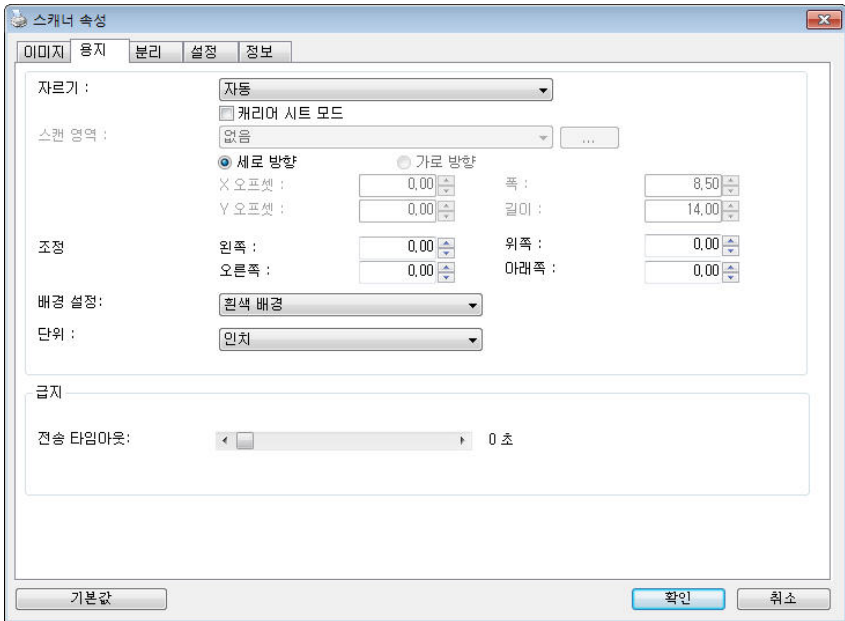 스캐너 속성
이미지 용지 분리 설정 정보
자르기 : 자동
캐리어 시트 모드
스캔 영역 : 없음 ...
세로 방향 가로 방향
X 오프셋 : 0,00 폭 : 8,50
Y 오프셋 : 0,00 길이 : 14,00
조정 왼쪽 : 0,00 위쪽 : 0,00
오른쪽 : 0,00 아래쪽 : 0,00
배경 설정: 흰색 배경
단위 : 인치
급지
전송 타임아웃: 0 초
기본값 확인 취소